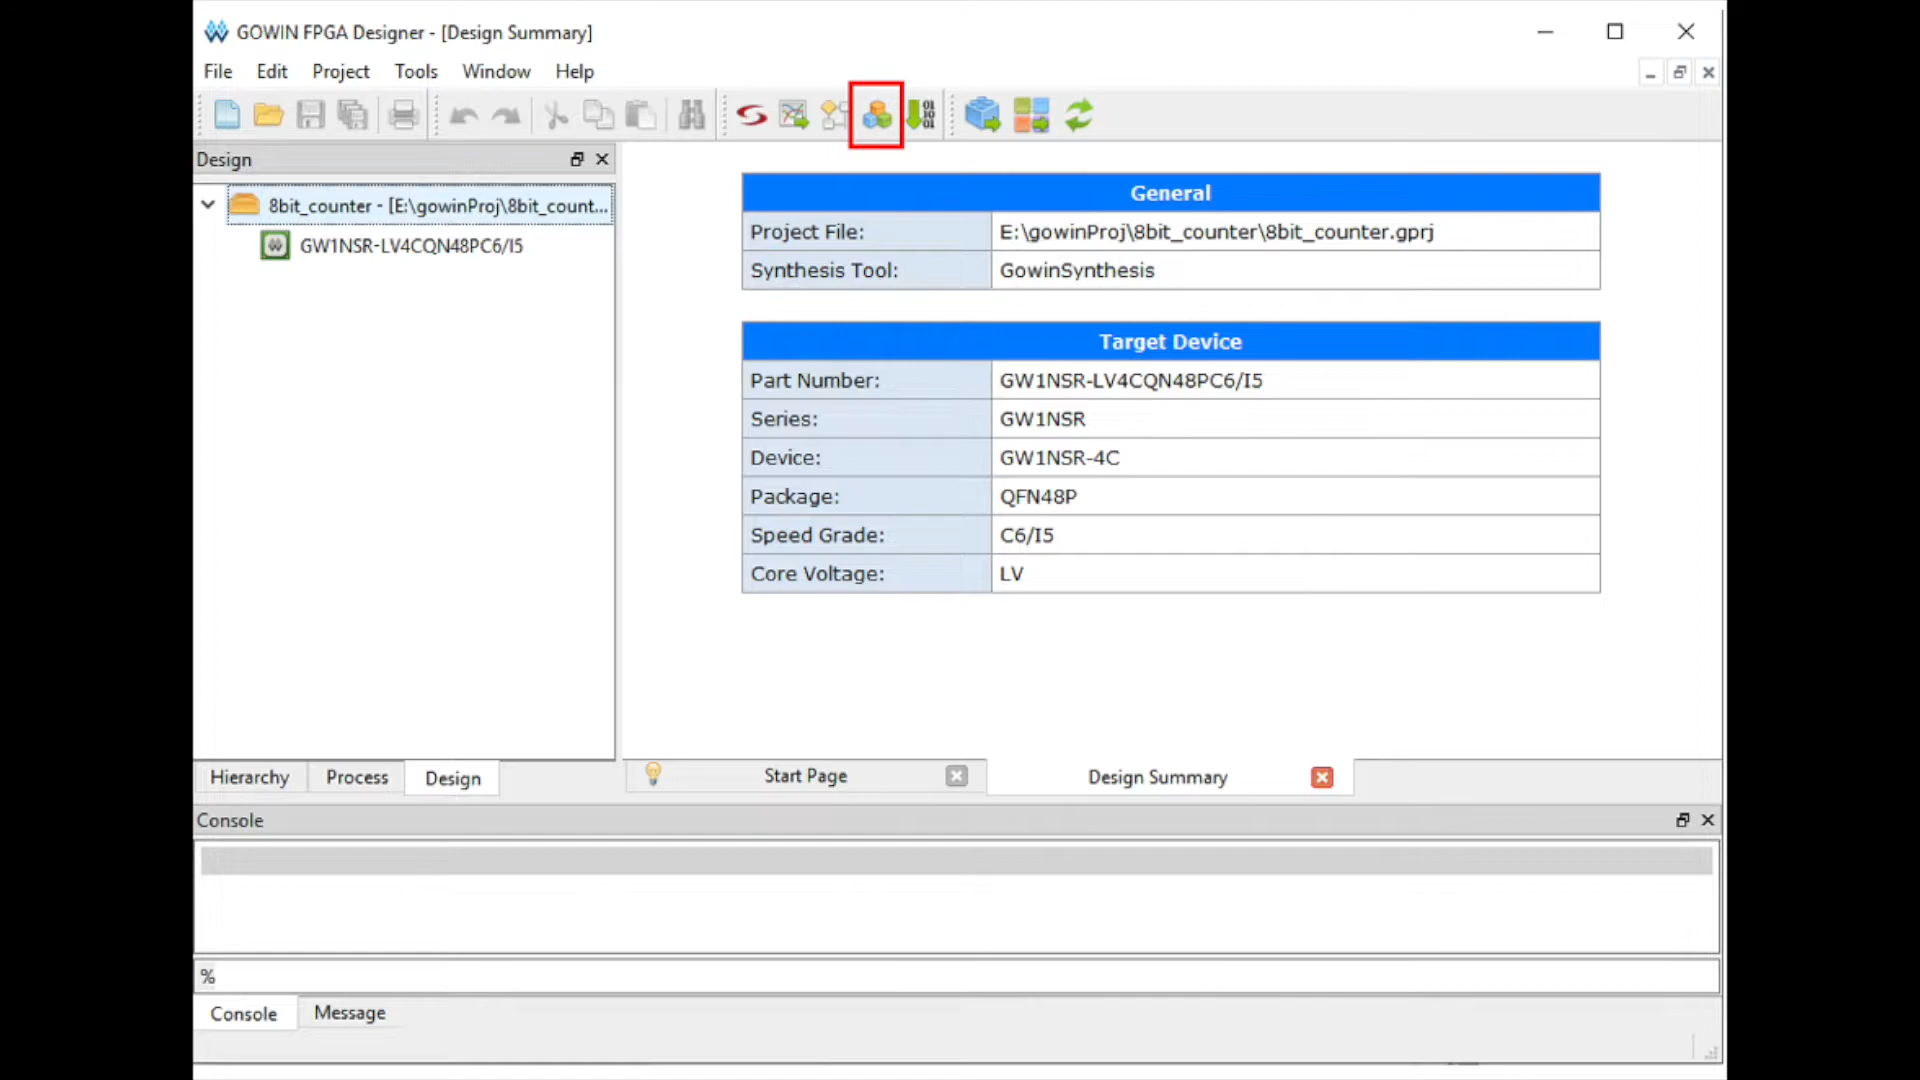 GOWIN FPGA Designer - [Design Summary]
File Edit Project Tools Window Help
Design
8bit_counter - [E:\gowinProj\8bit_count...
GW1NSR-LV4CQN48PC6/I5
General
Project File: E:\gowinProj\8bit_counter\8bit_counter.gprj
Synthesis Tool: GowinSynthesis
Target Device
Part Number: GW1NSR-LV4CQN48PC6/I5
Series: GW1NSR
Device: GW1NSR-4C
Package: QFN48P
Speed Grade: C6/I5
Core Voltage: LV
Hierarchy Process Design
Start Page Design Summary
Console
%
Console Message